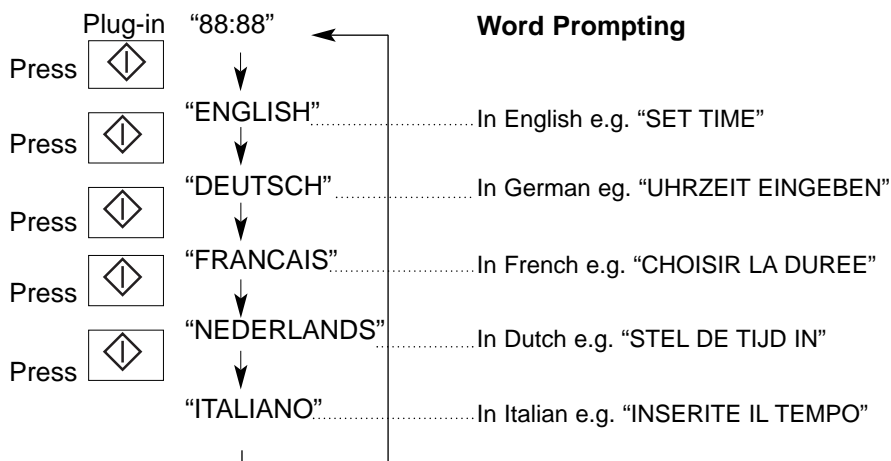 Plug-in “88:88” Word Prompting
Press
“ENGLISH” In English e.g. “SET TIME”
Press
“DEUTSCH” In German eg. “UHRZEIT EINGEBEN”
Press
“FRANCAIS” In French e.g. “CHOISIR LA DUREE”
Press
“NEDERLANDS” In Dutch e.g. “STEL DE TIJD IN”
Press
“ITALIANO” In Italian e.g. “INSERITE IL TEMPO”